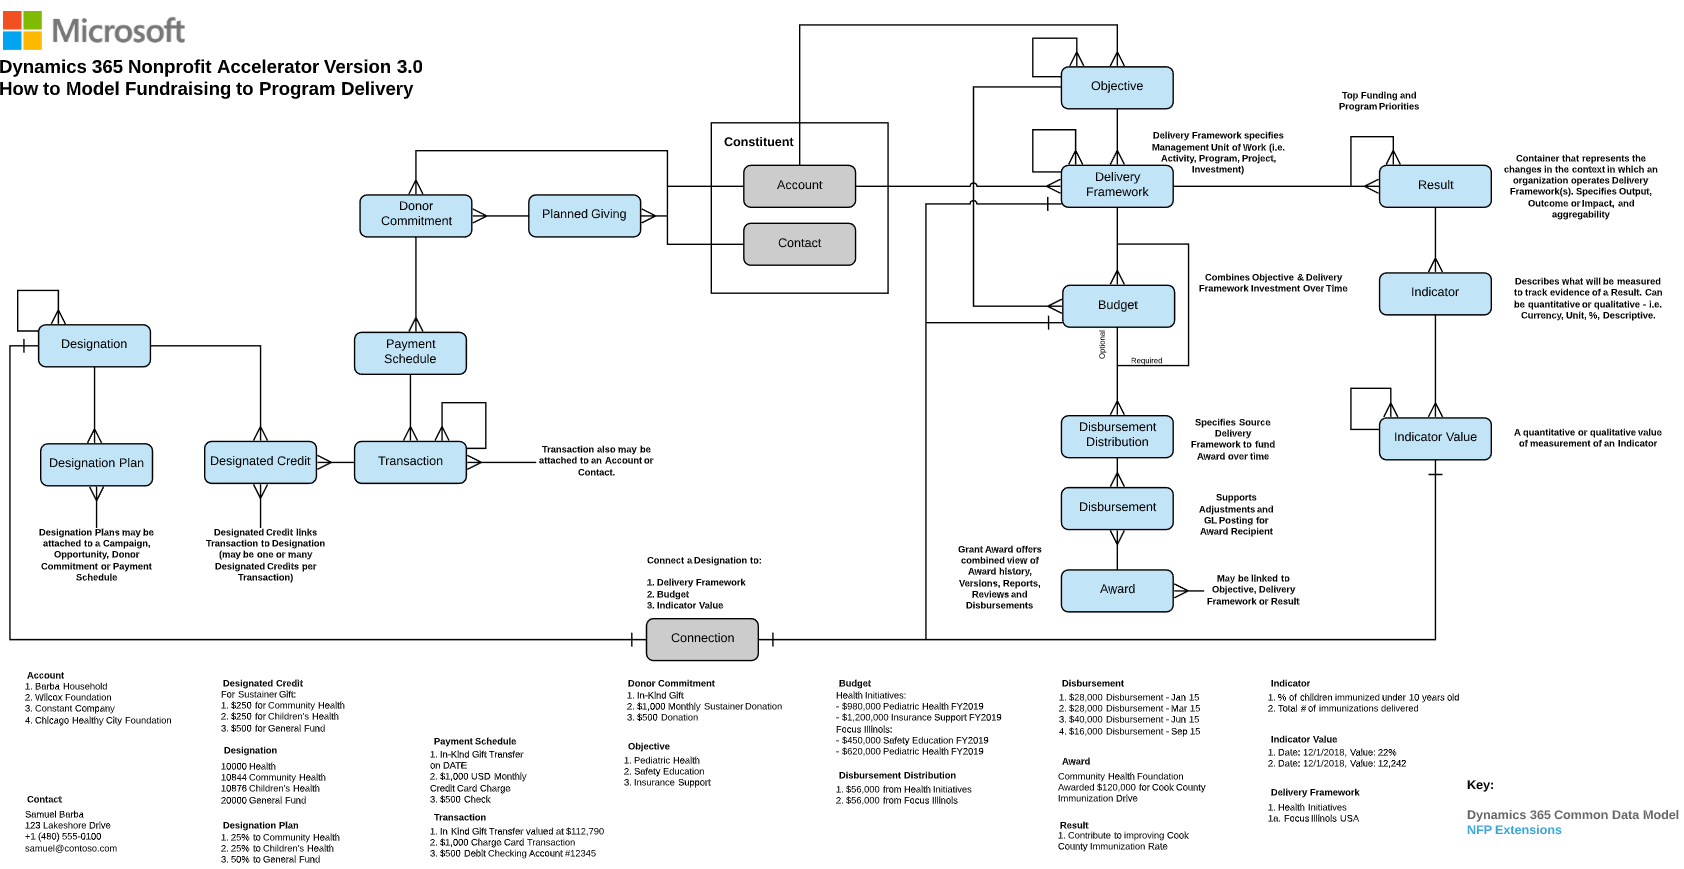 Microsoft
Dynamics 365 Nonprofit Accelerator Version 3.0
How to Model Fundraising to Program Delivery
Constituent
Account
Contact
Donor
Commitment
Planned Giving
Payment
Schedule
Designation
Designation Plan
Designated Credit
Transaction
Transaction also may be
attached to an Account or
Contact.
Designation Plans may be
attached to a Campaign,
Opportunity, Donor
Commitment or Payment
Schedule
Designated Credit links
Transaction to Designation
(may be one or many
Designated Credits per
Transaction)
Connect a Designation to:
1. Delivery Framework
2. Budget
3. Indicator Value
Connection
Objective
Delivery
Framework
Delivery Framework specifies
Management Unit of Work (i.e.
Activity, Program, Project,
Investment)
Top Funding and
Program Priorities
Result
Container that represents the
changes in the context in which an
organization operates Delivery
Framework(s). Specifies Output,
Outcome or Impact, and
aggregability
Budget
Combines Objective & Delivery
Framework Investment Over Time
Optional
Required
Indicator
Describes what will be measured
to track evidence of a Result. Can
be quantitative or qualitative - i.e.
Currency, Unit, %, Descriptive.
Disbursement
Distribution
Specifies Source
Delivery
Framework to fund
Award over time
Indicator Value
A quantitative or qualitative value
of measurement of an Indicator
Disbursement
Supports
Adjustments and
GL Posting for
Award Recipient
Grant Award offers
combined view of
Award history,
Versions, Reports,
Reviews and
Disbursements
Award
May be linked to
Objective, Delivery
Framework or Result
Account
1. Barba Household
2. Wilcox Foundation
3. Constant Company
4. Chicago Healthy City Foundation
Contact
Samuel Barba
123 Lakeshore Drive
+1 (480) 555-0100
samuel@contoso.com
Designated Credit
For Sustainer Gift:
1. $250 for Community Health
2. $250 for Children's Health
3. $500 for General Fund
Designation
10000 Health
10844 Community Health
10876 Children's Health
20000 General Fund
Designation Plan
1. 25% to Community Health
2. 25% to Children's Health
3. 50% to General Fund
Payment Schedule
1. In-Kind Gift Transfer
on DATE
2. $1,000 USD Monthly
Credit Card Charge
3. $500 Check
Transaction
1. In Kind Gift Transfer valued at $112,790
2. $1,000 Charge Card Transaction
3. $500 Debit Checking Account #12345
Donor Commitment
1. In-Kind Gift
2. $1,000 Monthly Sustainer Donation
3. $500 Donation
Objective
1. Pediatric Health
2. Safety Education
3. Insurance Support
Budget
Health Initiatives:
- $980,000 Pediatric Health FY2019
- $1,200,000 Insurance Support FY2019
Focus Illinois:
- $450,000 Safety Education FY2019
- $620,000 Pediatric Health FY2019
Disbursement Distribution
1. $56,000 from Health Initiatives
2. $56,000 from Focus Illinois
Disbursement
1. $28,000 Disbursement - Jan 15
2. $28,000 Disbursement - Mar 15
3. $40,000 Disbursement - Jun 15
4. $16,000 Disbursement - Sep 15
Award
Community Health Foundation
Awarded $120,000 for Cook County
Immunization Drive
Result
1. Contribute to improving Cook
County Immunization Rate
Indicator
1. % of children immunized under 10 years old
2. Total # of immunizations delivered
Indicator Value
1. Date: 12/1/2018, Value: 22%
2. Date: 12/1/2018, Value: 12,242
Delivery Framework
1. Health Initiatives
1a. Focus Illinois USA
Key:
Dynamics 365 Common Data Model
NFP Extensions